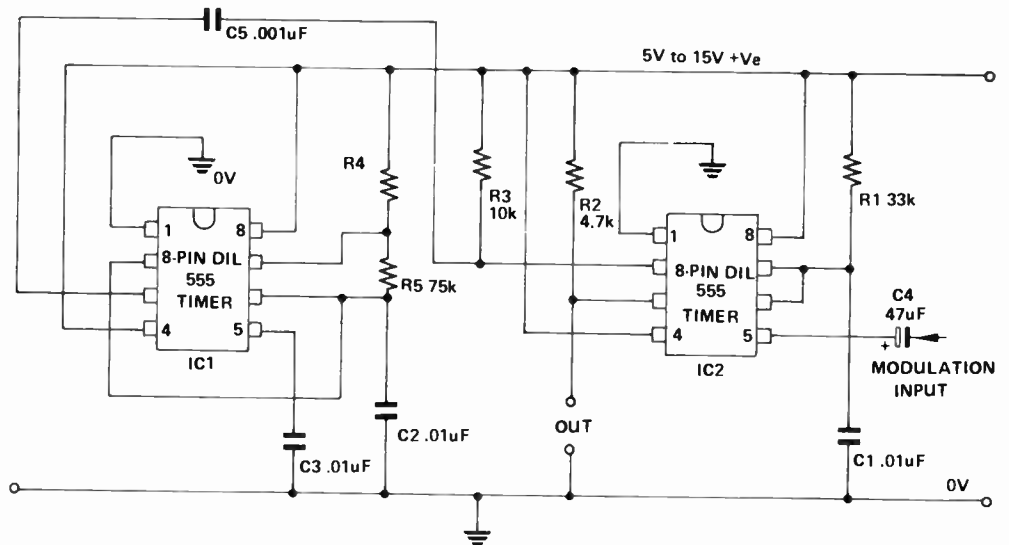 C5 .001uF
5V to 15V +Ve
0V
R4
R3
10k
R2
4.7k
R1 33k
1
8
8-PIN DIL
555
TIMER
4
5
IC1
R5 75k
1
8
8-PIN DIL
555
TIMER
4
5
IC2
C4
47uF
+
MODULATION
INPUT
C2 .01uF
C3 .01uF
OUT
C1 .01uF
0V